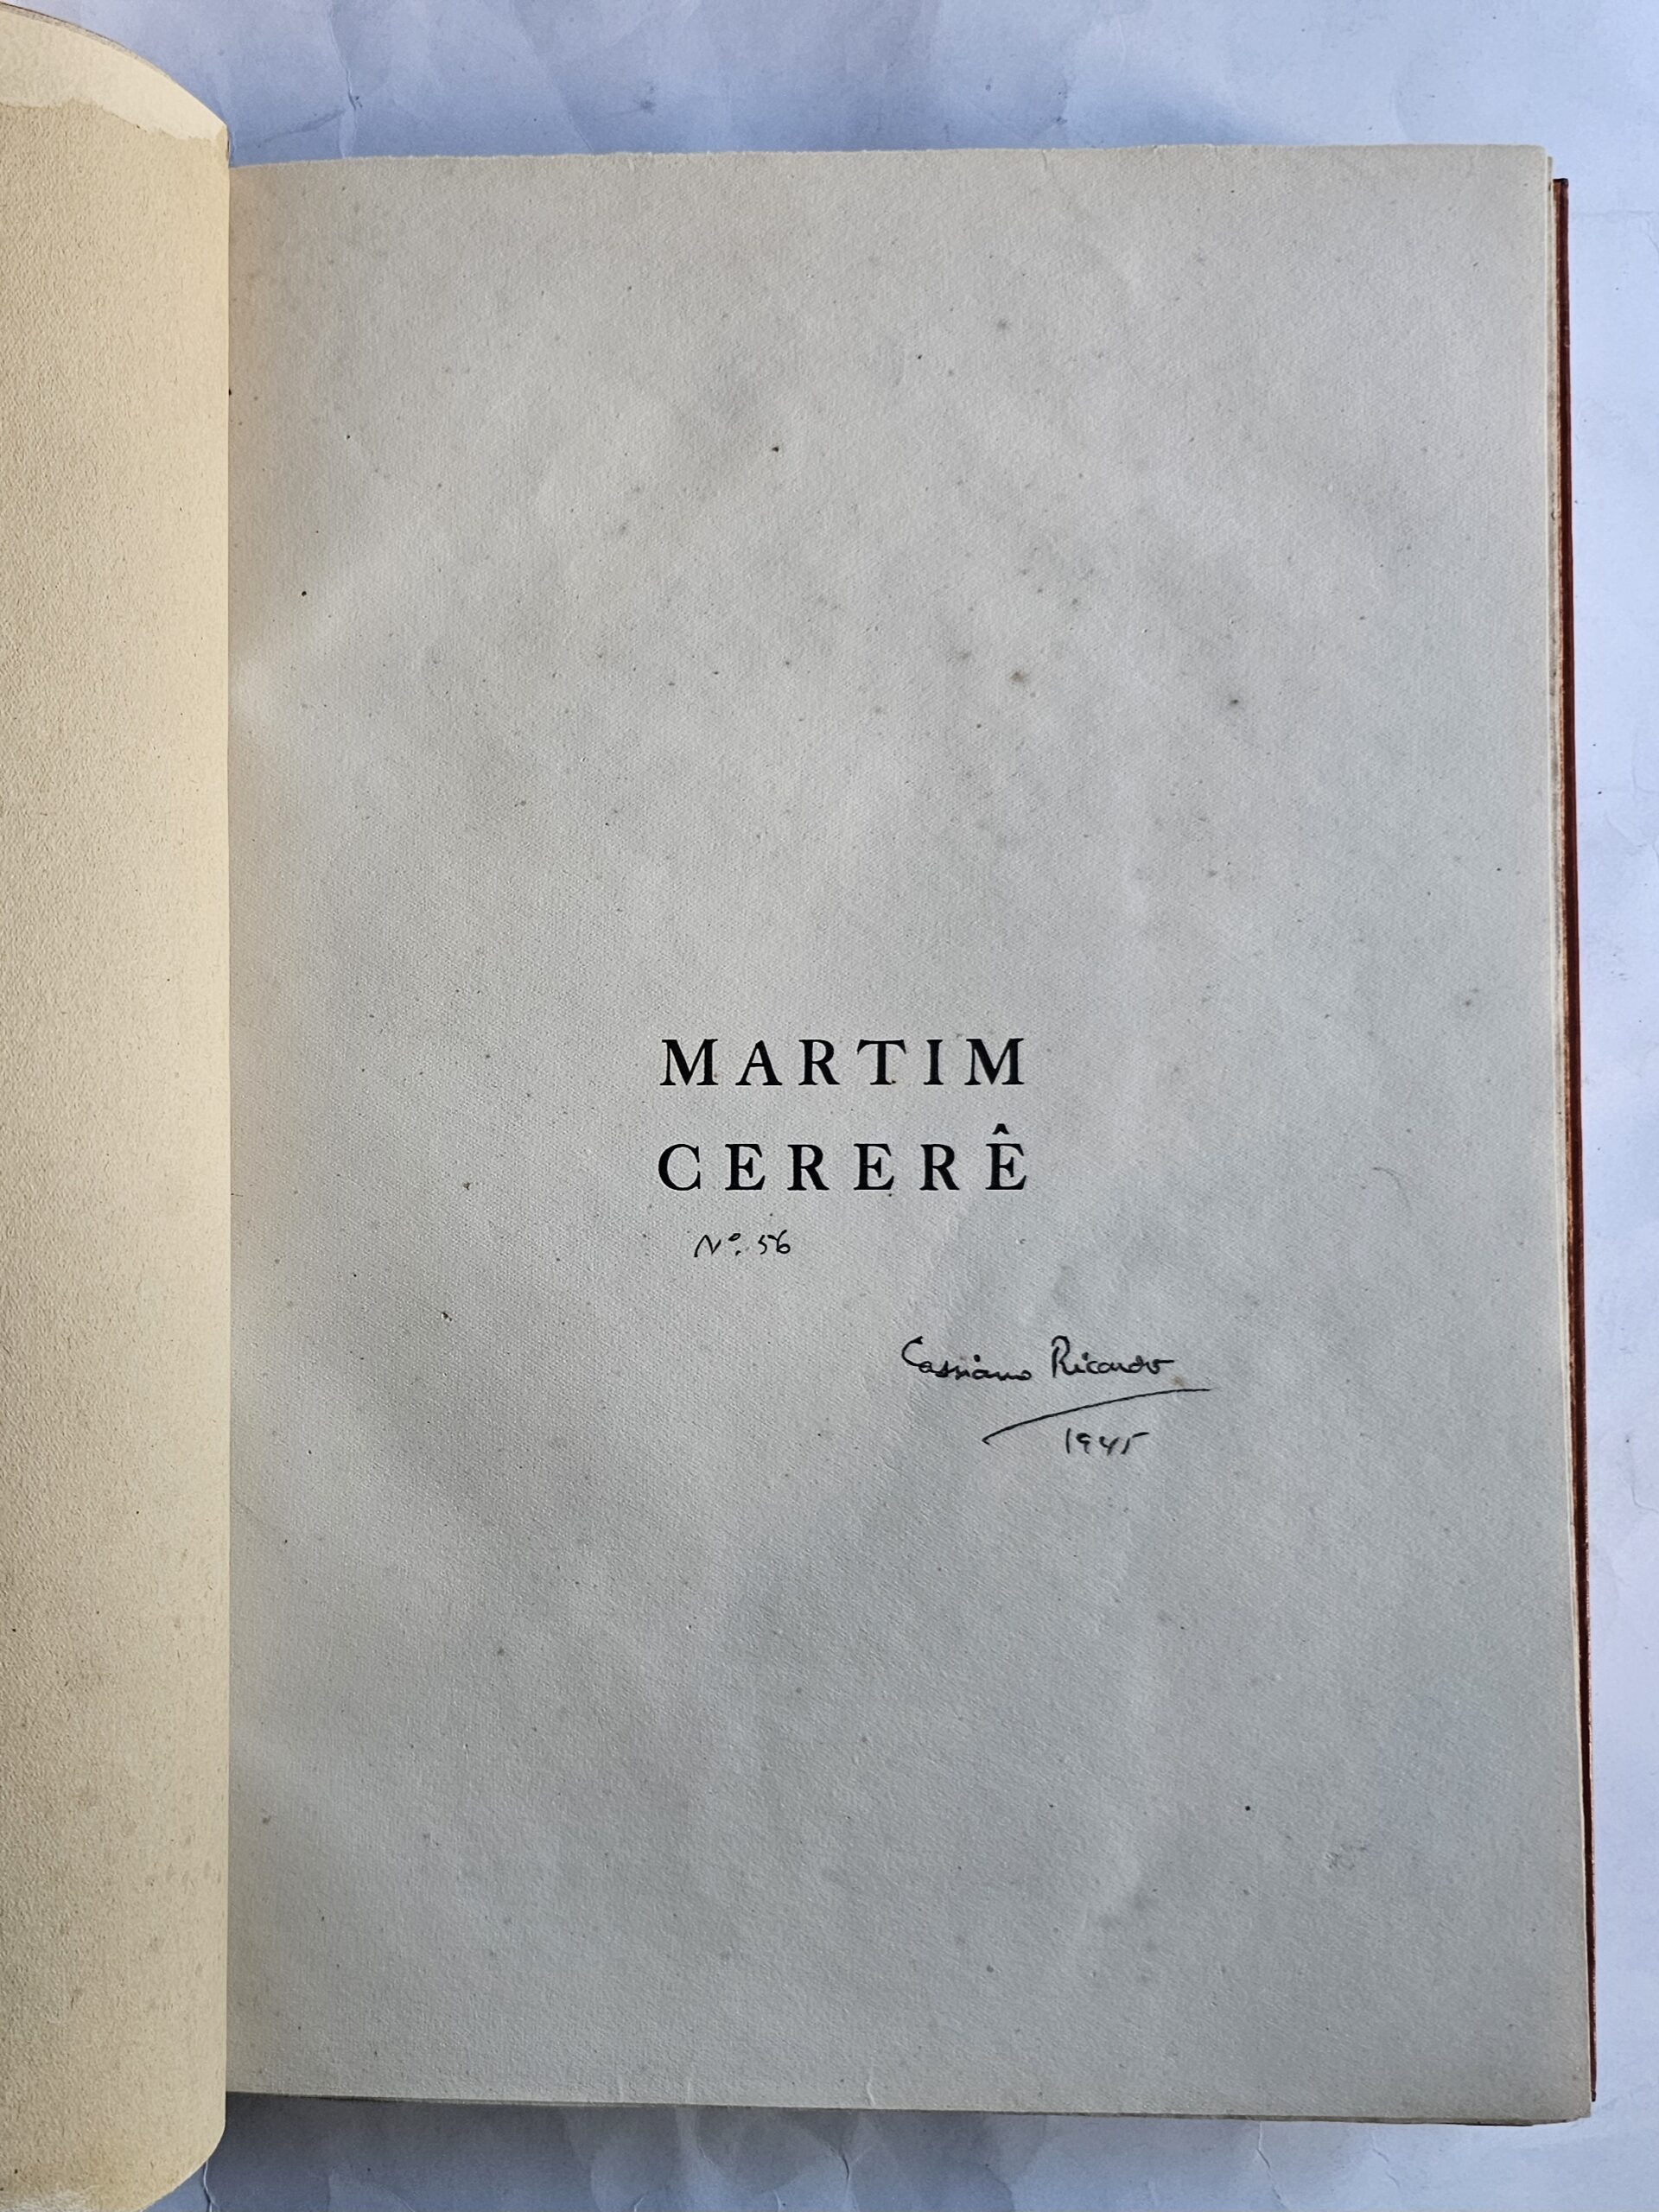 MARTIM
CERERÊ
Nº. 56
Cassiano Ricardo
1945